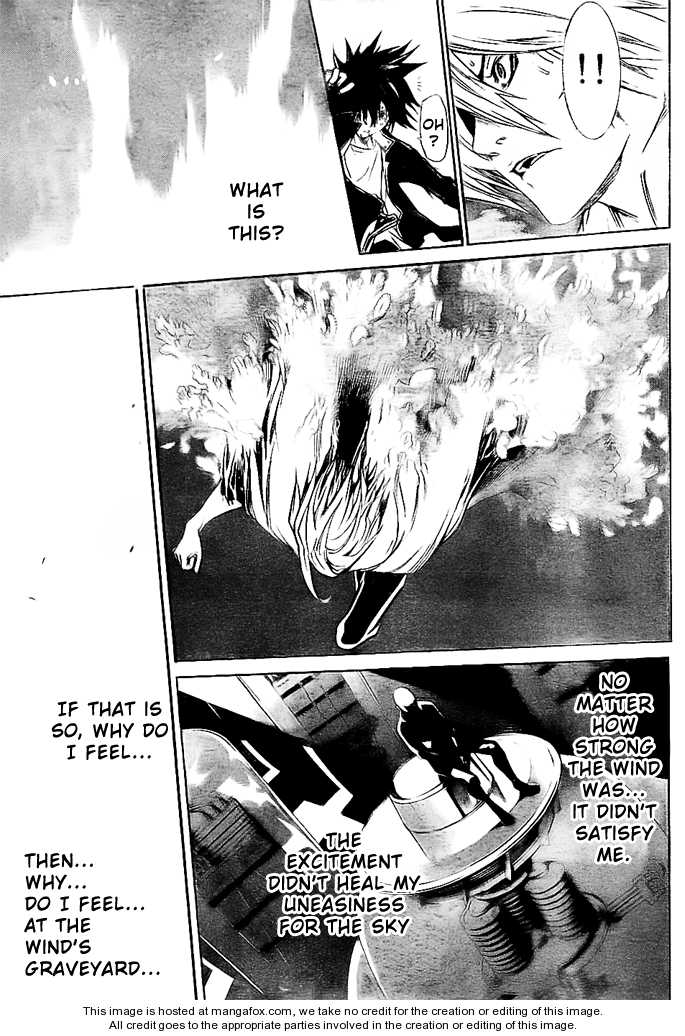 !!
OH?
WHAT
IS
THIS?
NO
MATTER
HOW
STRONG
THE WIND
WAS...
IT DIDN'T
SATISFY
ME.
THE
EXCITEMENT
DIDN'T HEAL MY
UNEASINESS
FOR THE SKY
IF THAT IS
SO, WHY DO
I FEEL...
THEN...
WHY...
DO I FEEL...
AT THE
WIND'S
GRAVEYARD...
This image is hosted at mangafox.com, we take no credit for the creation or editing of this image.
All credit goes to the appropriate parties involved in the creation or editing of this image.